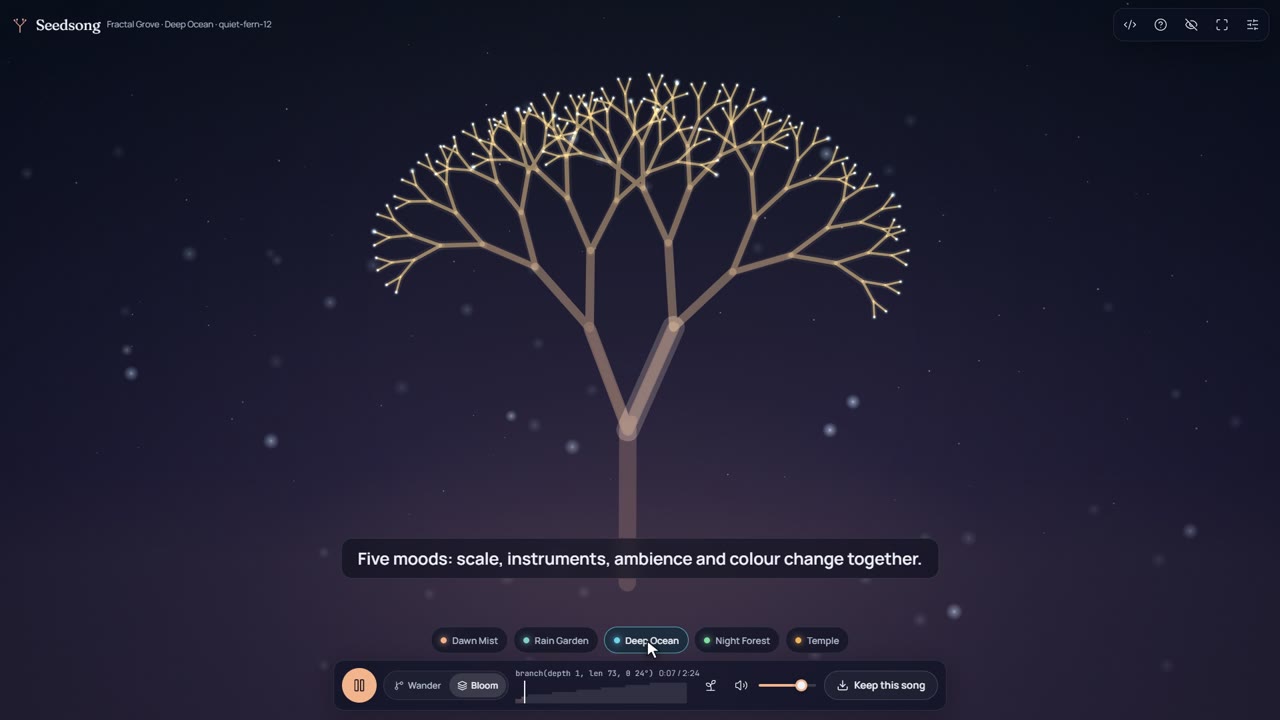 Seedsong
Fractal Grove · Deep Ocean · quiet-fern-12
Five moods: scale, instruments, ambience and colour change together.
Dawn Mist
Rain Garden
Deep Ocean
Night Forest
Temple
Wander
Bloom
branch(depth 1, len 73, θ 24°) 0:07 / 2:24
Keep this song